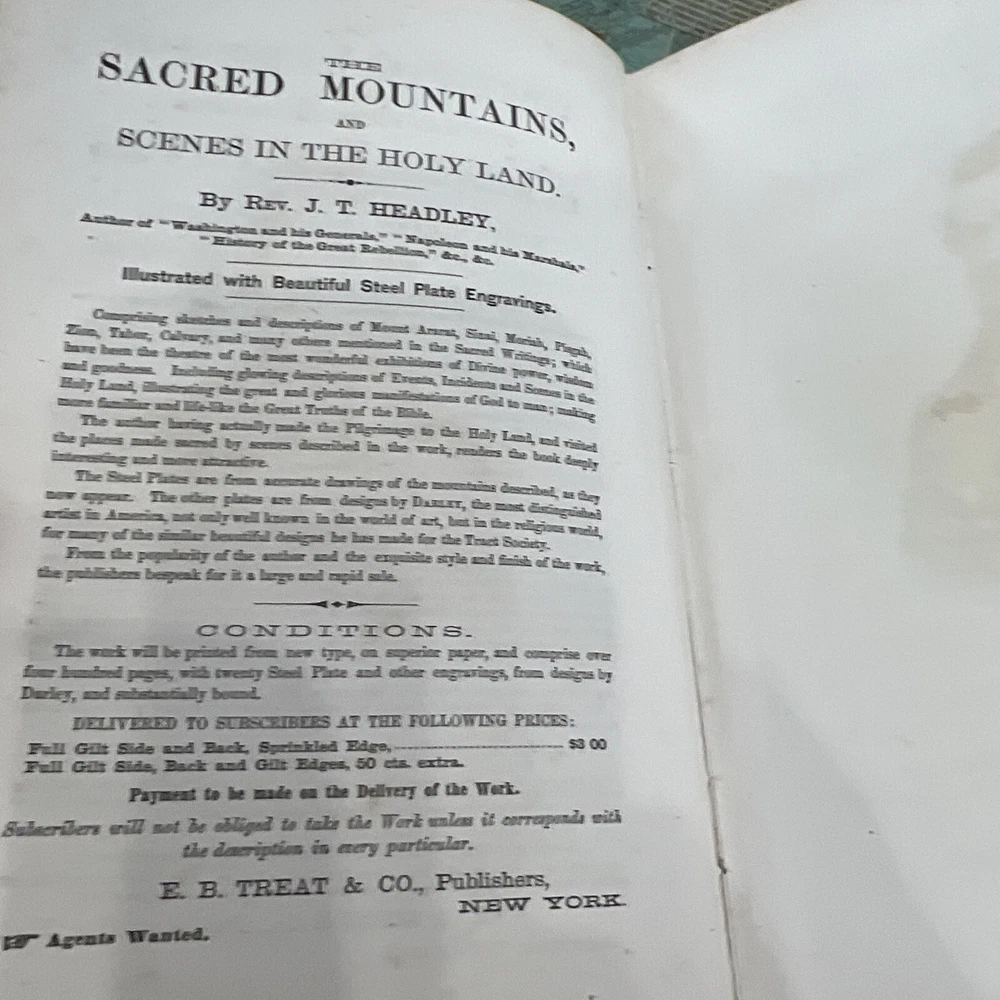 THE
SACRED MOUNTAINS,
AND
SCENES IN THE HOLY LAND.
By Rev. J. T. HEADLEY,
Author of "Washington and his Generals," "Napoleon and his Marshals,"
"History of the Great Rebellion," &c., &c.
Illustrated with Beautiful Steel Plate Engravings.
Comprising sketches and descriptions of Mount Ararat, Sinai, Moriah, Pisgah,
Zion, Tabor, Calvary, and many others mentioned in the Sacred Writings; which
have been the theatre of the most wonderful exhibitions of Divine power, wisdom
and goodness. Including glowing descriptions of Events, Incidents and Scenes in the
Holy Land, illustrating the great and glorious manifestations of God to man; making
more familiar and life-like the Great Truths of the Bible.
The author having actually made the Pilgrimage to the Holy Land, and visited
the places made sacred by scenes described in the work, renders the book deeply
interesting and more attractive.
The Steel Plates are from accurate drawings of the mountains described, as they
now appear. The other plates are from designs by Darley, the most distinguished
artist in America, not only well known in the world of art, but in the religious world,
for many of the similar beautiful designs he has made for the Tract Society.
From the popularity of the author and the exquisite style and finish of the work,
the publishers bespeak for it a large and rapid sale.
CONDITIONS.
The work will be printed from new type, on superior paper, and comprise over
four hundred pages, with twenty Steel Plate and other engravings, from designs by
Darley, and substantially bound.
DELIVERED TO SUBSCRIBERS AT THE FOLLOWING PRICES:
Full Gilt Side and Back, Sprinkled Edge, $3 00
Full Gilt Side, Back and Gilt Edges, 50 cts. extra.
Payment to be made on the Delivery of the Work.
Subscribers will not be obliged to take the Work unless it corresponds with
the description in every particular.
E. B. TREAT & CO., Publishers,
NEW YORK.
☞ Agents Wanted.